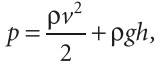 p = ρv²/2 + ρgh,